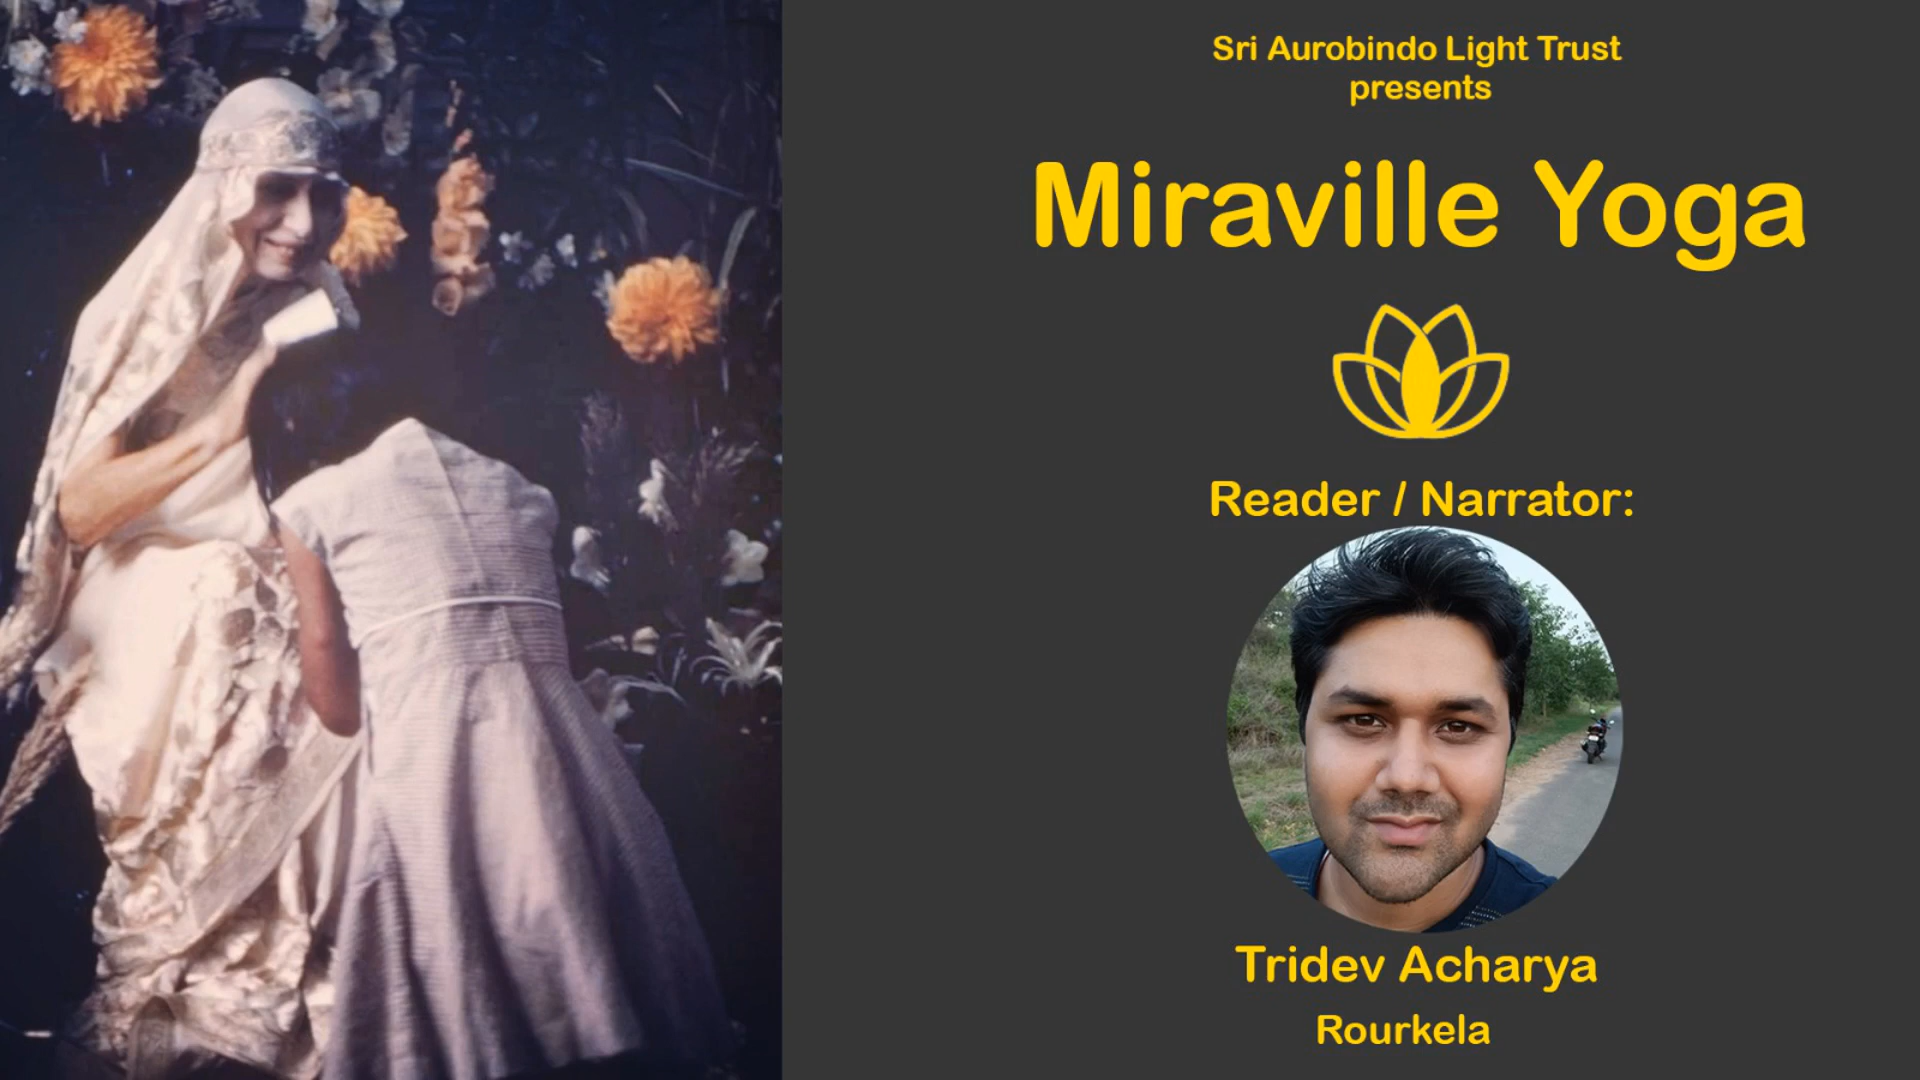 Sri Aurobindo Light Trust
presents
Miraville Yoga
Reader / Narrator:
Tridev Acharya
Rourkela